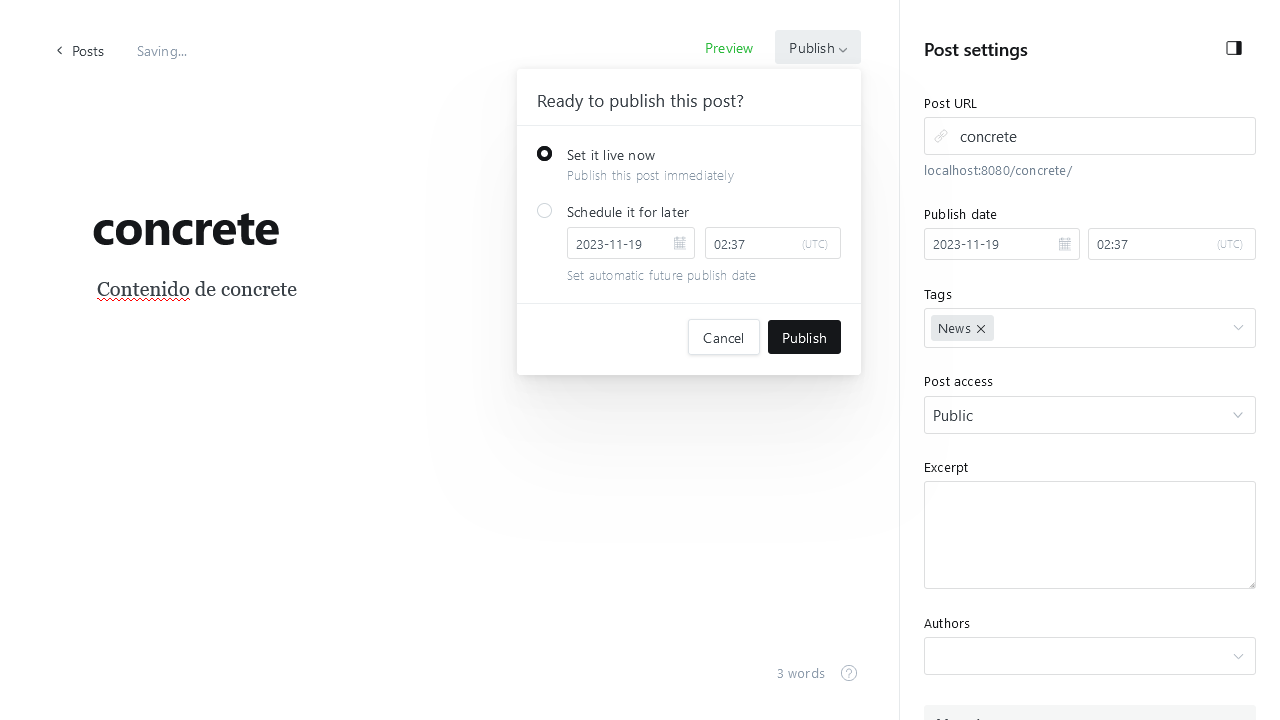 Posts
Saving...
Preview
Publish
Ready to publish this post?
Set it live now
Publish this post immediately
Schedule it for later
2023-11-19
02:37
(UTC)
Set automatic future publish date
Cancel
Publish
concrete
Contenido de concrete
3 words
Post settings
Post URL
concrete
localhost:8080/concrete/
Publish date
2023-11-19
02:37
(UTC)
Tags
News
Post access
Public
Excerpt
Authors